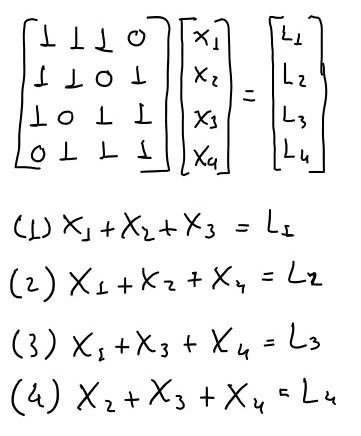 [1 1 1 0] [X1] = [L1]
[1 1 0 1] [X2] = [L2]
[1 0 1 1] [X3] = [L3]
[0 1 1 1] [X4] = [L4]
(1) X1 + X2 + X3 = L1
(2) X1 + X2 + X4 = L2
(3) X1 + X3 + X4 = L3
(4) X2 + X3 + X4 = L4